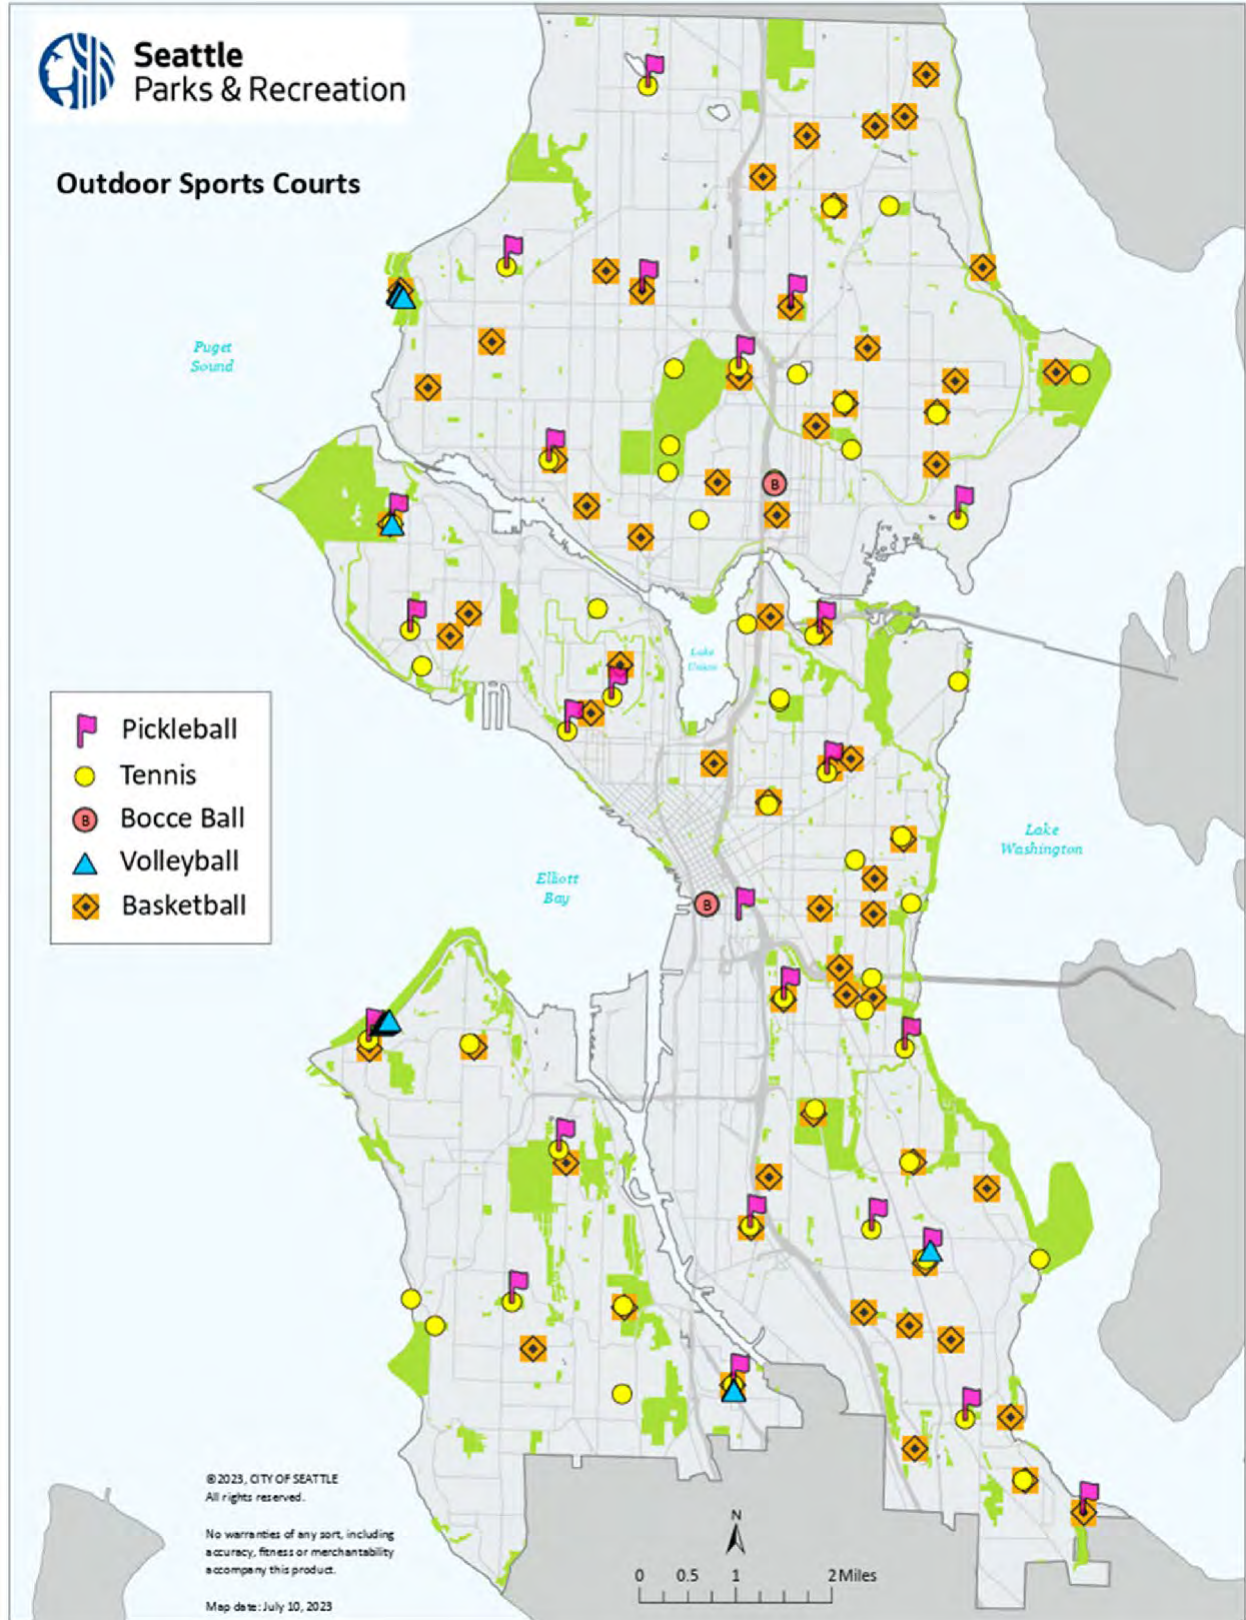 Seattle
Parks & Recreation
Outdoor Sports Courts
Puget
Sound
Lake
Union
B
Pickleball
Tennis
B
Bocce Ball
Volleyball
Basketball
Elliott
Bay
B
Lake
Washington
©2023, CITY OF SEATTLE
All rights reserved.
No warranties of any sort, including
accuracy, fitness or merchantability
accompany this product.
Map date: July 10, 2023
N
0 0.5 1 2 Miles